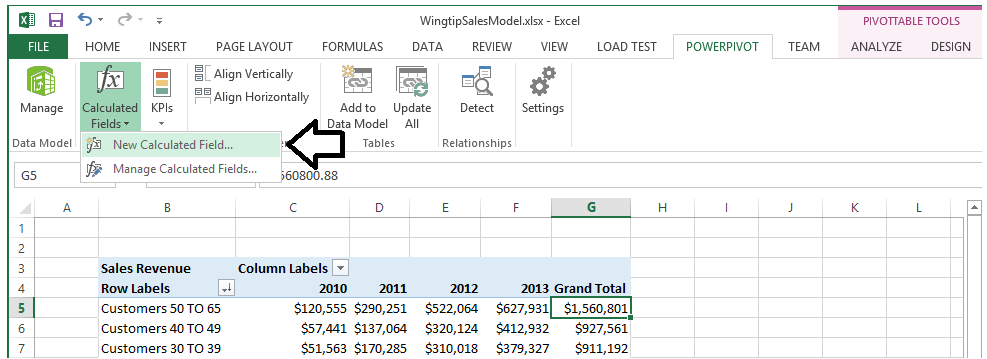 WingtipSalesModel.xlsx - Excel
PIVOTTABLE TOOLS
FILE HOME INSERT PAGE LAYOUT FORMULAS DATA REVIEW VIEW LOAD TEST POWERPIVOT TEAM ANALYZE DESIGN
Manage
Calculated Fields
KPIs
Align Vertically
Align Horizontally
Add to Data Model
Update All
Detect
Settings
Data Model
Tables
Relationships
New Calculated Field...
Manage Calculated Fields...
G5
60800.88
A B C D E F G H I J K L
1
2
3 Sales Revenue Column Labels
4 Row Labels 2010 2011 2012 2013 Grand Total
5 Customers 50 TO 65 $120,555 $290,251 $522,064 $627,931 $1,560,801
6 Customers 40 TO 49 $57,441 $137,064 $320,124 $412,932 $927,561
7 Customers 30 TO 39 $51,563 $170,285 $310,018 $379,327 $911,192